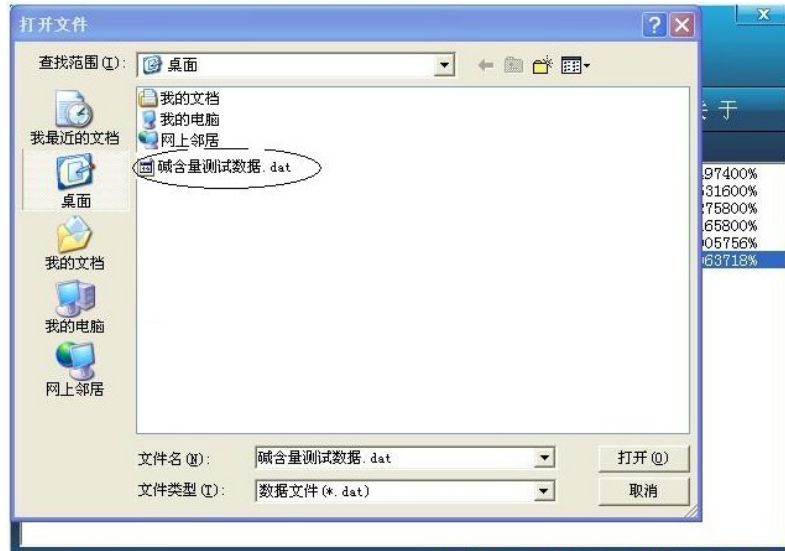 打开文件
查找范围(I):
桌面
关于
我最近的文档
桌面
我的文档
我的电脑
网上邻居
我的文档
我的电脑
网上邻居
碱含量测试数据.dat
97400%
31600%
75800%
65800%
05756%
63718%
文件名(N):
碱含量测试数据.dat
打开(O)
文件类型(T):
数据文件(*.dat)
取消